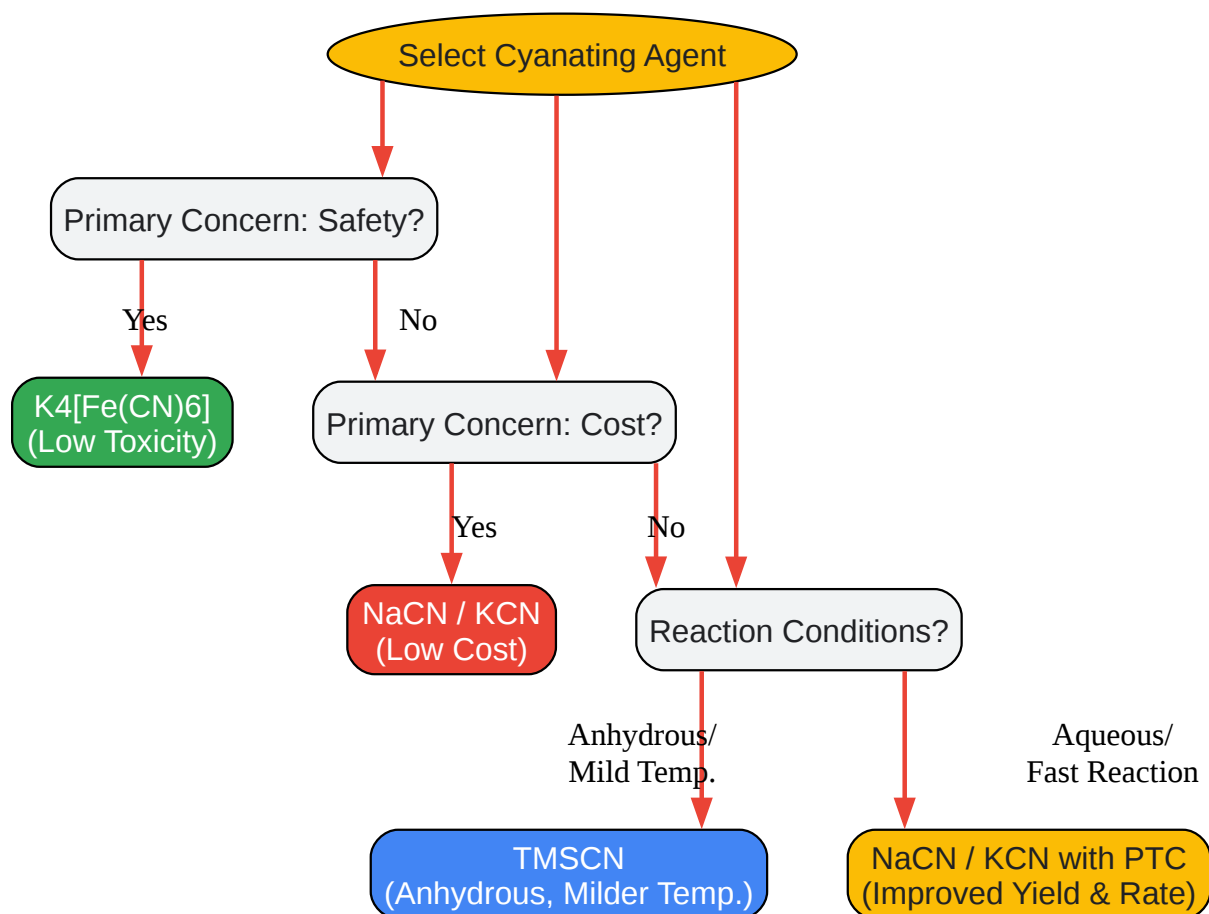 Select Cyanating Agent
Primary Concern: Safety?
Yes
No
K4[Fe(CN)6]
(Low Toxicity)
Primary Concern: Cost?
Yes
No
NaCN / KCN
(Low Cost)
Reaction Conditions?
Anhydrous/
Mild Temp.
Aqueous/
Fast Reaction
TMSCN
(Anhydrous, Milder Temp.)
NaCN / KCN with PTC
(Improved Yield & Rate)